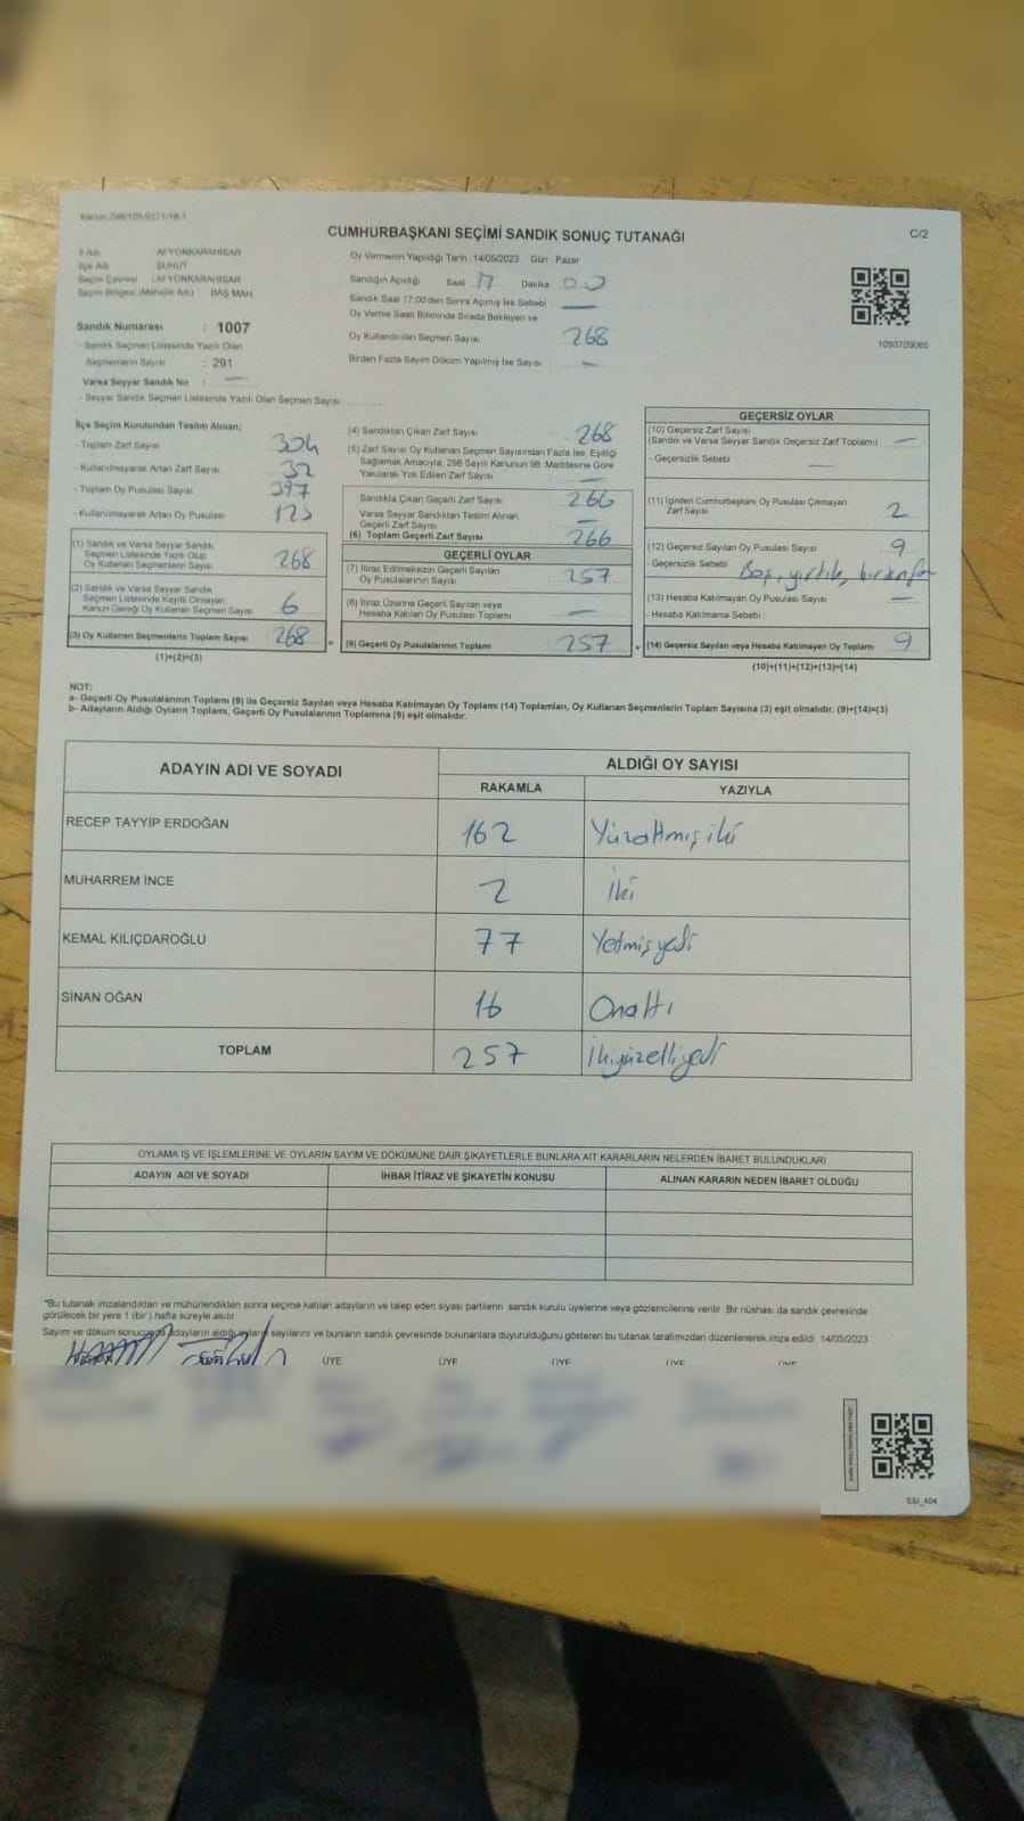 CUMHURBAŞKANI SEÇİMİ SANDIK SONUÇ TUTANAĞI
C/2
İl Adı : AFYONKARAHİSAR
İlçe Adı : ŞUHUT
Seçim Çevresi : AFYONKARAHİSAR
Seçim Bölgesi (Mahalle Adı) : BAŞ MAH.
Sandık Numarası : 1007
- Sandık Seçmen Listesinde Yazılı Olan
Seçmenlerin Sayısı : 291
Varsa Seyyar Sandık No : —
- Seyyar Sandık Seçmen Listesinde Yazılı Olan Seçmen Sayısı
Oy Vermenin Yapıldığı Tarih : 14/05/2023 Gün : Pazar
Sandığın Açıldığı Saat 17 Dakika 00
Sandık Saat 17:00'den Sonra Açılmış İse Sebebi —
Oy Verme Saati Bitiminde Sırada Bekleyen ve
Oy Kullandırılan Seçmen Sayısı 268
Birden Fazla Sayım Döküm Yapılmış İse Sayısı —
İlçe Seçim Kurulundan Teslim Alınan;
- Toplam Zarf Sayısı 304
- Kullanılmayarak Artan Zarf Sayısı 32
- Toplam Oy Pusulası Sayısı 397
- Kullanılmayarak Artan Oy Pusulası
(1) Sandık ve Varsa Seyyar Sandık
Seçmen Listesinde Yazılı Olup
Oy Kullanan Seçmenlerin Sayısı 268
(2) Sandık ve Varsa Seyyar Sandık
Seçmen Listesinde Kayıtlı Olmayan
Kanun Gereği Oy Kullanan Seçmen Sayısı 6
(3) Oy Kullanan Seçmenlerin Toplam Sayısı 268
(1)+(2)=(3)
(4) Sandıktan Çıkan Zarf Sayısı 268
(5) Zarf Sayısı Oy Kullanan Seçmen Sayısından Fazla İse, Eşitliği
Sağlamak Amacıyla, 298 Sayılı Kanunun 98. Maddesine Göre
Yakılarak Yok Edilen Zarf Sayısı —
Sandıkta Çıkan Geçerli Zarf Sayısı 266
Varsa Seyyar Sandıktan Teslim Alınan
Geçerli Zarf Sayısı —
(6) Toplam Geçerli Zarf Sayısı 266
GEÇERLİ OYLAR
(7) İtiraz Edilmeksizin Geçerli Sayılan
Oy Pusulalarının Sayısı 257
(8) İtiraz Üzerine Geçerli Sayılan veya
Hesaba Katılan Oy Pusulası Toplamı —
(9) Geçerli Oy Pusulalarının Toplamı 257
GEÇERSİZ OYLAR
(10) Geçersiz Zarf Sayısı
(Sandık ve Varsa Seyyar Sandık Geçersiz Zarf Toplamı) —
- Geçersizlik Sebebi —
(11) İçinden Cumhurbaşkanı Oy Pusulası Çıkmayan
Zarf Sayısı 2
(12) Geçersiz Sayılan Oy Pusulası Sayısı 9
- Geçersizlik Sebebi Boş, yırtık,
(13) Hesaba Katılmayan Oy Pusulası Sayısı —
- Hesaba Katılmama Sebebi :
(14) Geçersiz Sayılan veya Hesaba Katılmayan Oy Toplamı 9
(10)+(11)+(12)+(13)=(14)
NOT:
a- Geçerli Oy Pusulalarının Toplamı (9) ile Geçersiz Sayılan veya Hesaba Katılmayan Oy Toplamı (14) Toplamları, Oy Kullanan Seçmenlerin Toplam Sayısına (3) eşit olmalıdır. (9)+(14)=(3)
b- Adayların Aldığı Oyların Toplamı, Geçerli Oy Pusulalarının Toplamına (9) eşit olmalıdır.
ADAYIN ADI VE SOYADI
ALDIĞI OY SAYISI
RAKAMLA YAZIYLA
RECEP TAYYİP ERDOĞAN 162 Yüzaltmışiki
MUHARREM İNCE 2 İki
KEMAL KILIÇDAROĞLU 77 Yetmişyedi
SİNAN OĞAN 16 Onaltı
TOPLAM 257 İkiyüzelliyedi
OYLAMA İŞ VE İŞLEMLERİNE VE OYLARIN SAYIM VE DÖKÜMÜNE DAİR ŞİKAYETLERLE BUNLARA AİT KARARLARIN NELERDEN İBARET BULUNDUKLARI
ADAYIN ADI VE SOYADI İHBAR İTİRAZ VE ŞİKAYETİN KONUSU ALINAN KARARIN NEDEN İBARET OLDUĞU
*Bu tutanak imzalandıktan ve mühürlendikten sonra seçime katılan adayların ve talep eden siyasi partilerin sandık kurulu üyelerine veya gözlemcilerine verilir. Bir nüshası da sandık çevresinde
görülecek bir yere 1 (bir) hafta süreyle asılır.
Sayım ve döküm sonucunda adayların aldığı oyların sayılarını ve bunların sandık çevresinde bulunanlara duyurulduğunu gösteren bu tutanak tarafımızdan düzenlenerek imza edildi. 14/05/2023
ÜYE ÜYE ÜYE ÜYE ÜYE